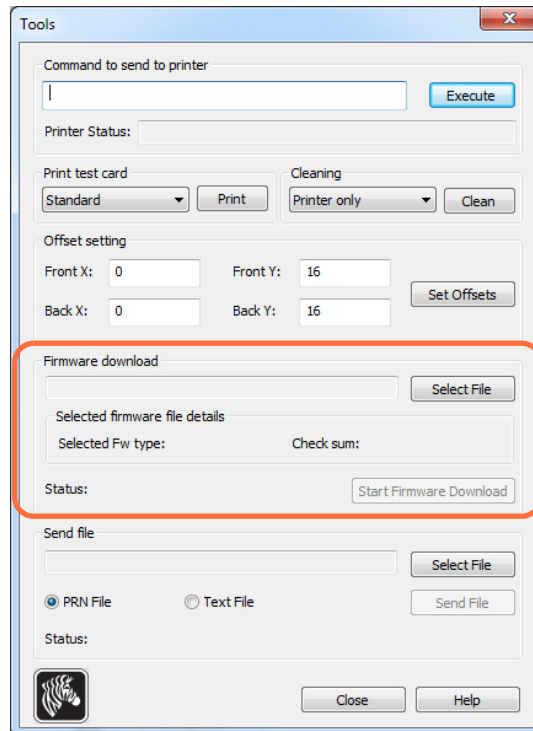 Tools
Command to send to printer
Execute
Printer Status:
Print test card
Cleaning
Standard
Print
Printer only
Clean
Offset setting
Front X: 0 Front Y: 16
Set Offsets
Back X: 0 Back Y: 16
Firmware download
Select File
Selected firmware file details
Selected Fw type: Check sum:
Status: Start Firmware Download
Send file
Select File
PRN File Text File Send File
Status:
Close Help